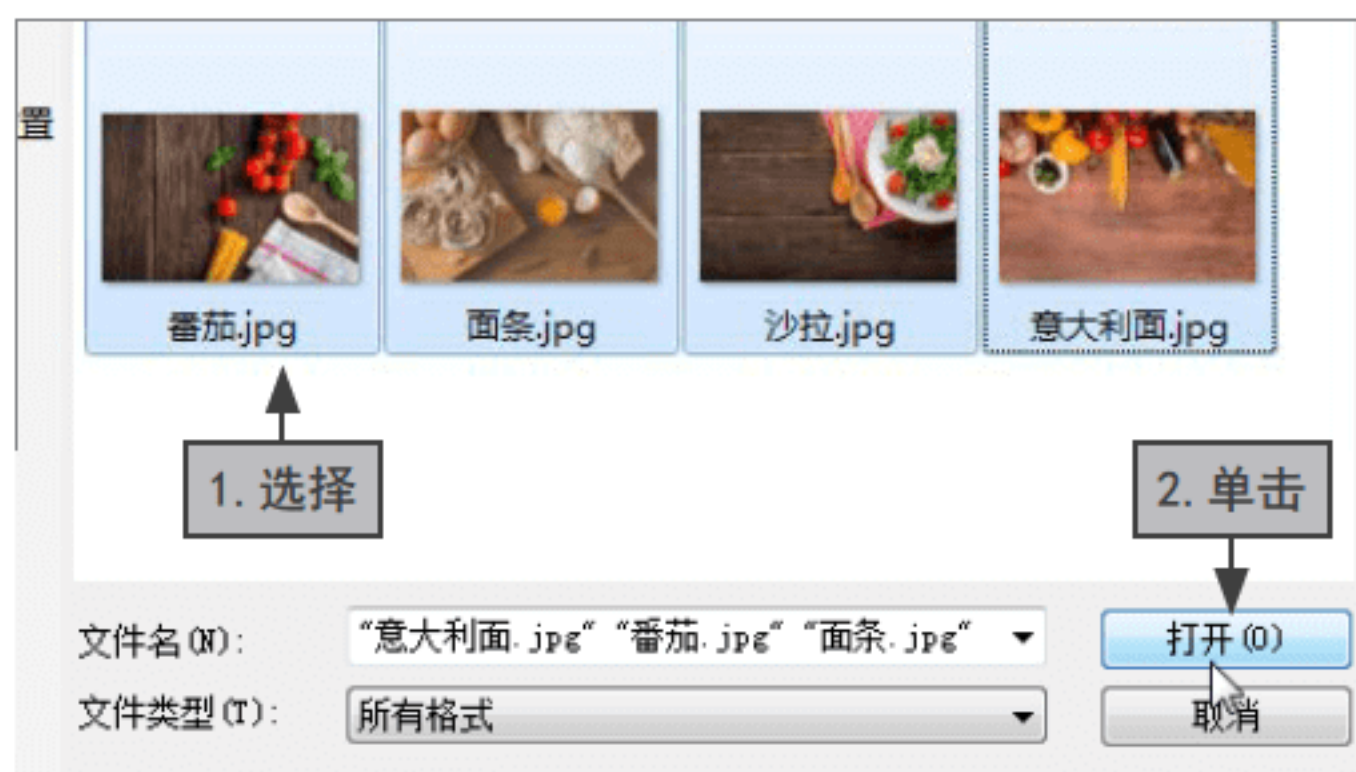 置
番茄.jpg
面条.jpg
沙拉.jpg
意大利面.jpg
1.选择
2.单击
文件名(N):
“意大利面.jpg“ “番茄.jpg“ “面条.jpg“
打开(O)
文件类型(T):
所有格式
取消